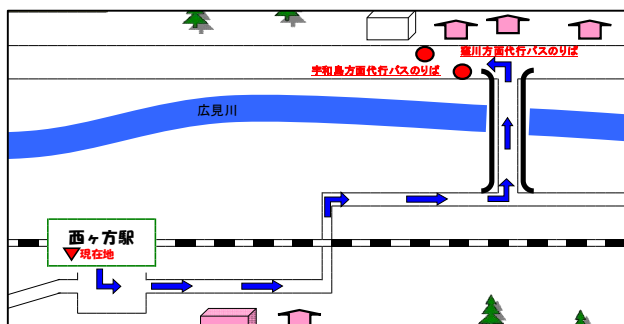 窪川方面代行バスのりば
宇和島方面代行バスのりば
広見川
西ヶ方駅
現在地